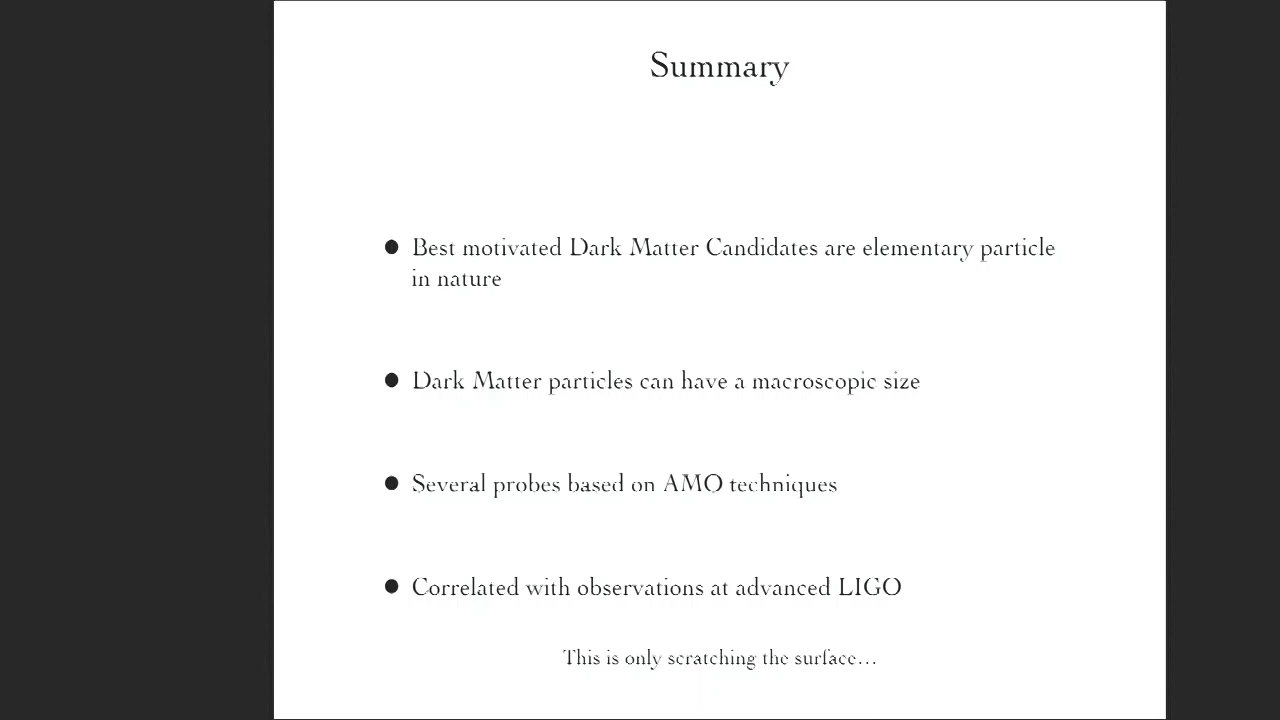 Summary
● Best motivated Dark Matter Candidates are elementary particle
in nature
● Dark Matter particles can have a macroscopic size
● Several probes based on AMO techniques
● Correlated with observations at advanced LIGO
This is only scratching the surface…